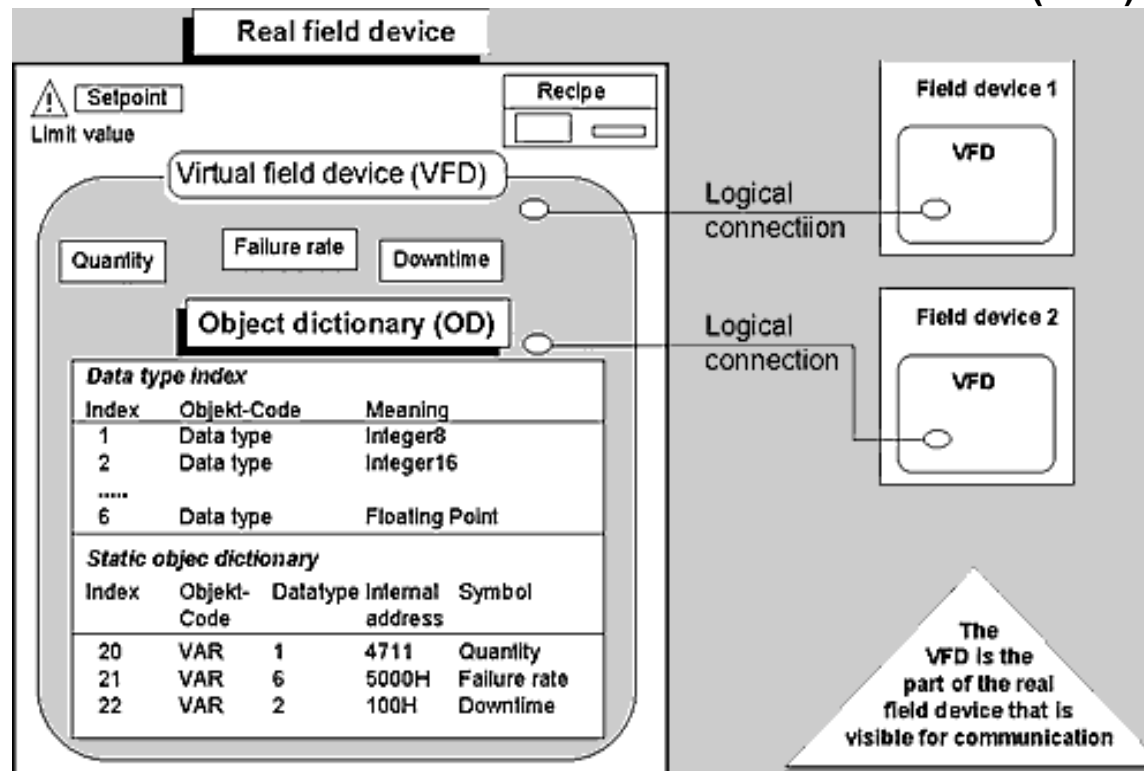 Real field device
Setpoint
Limit value
Recipe
Virtual field device (VFD)
Quantity
Failure rate
Downtime
Object dictionary (OD)
Data type index
Index Objekt-Code Meaning
1 Data type Integer8
2 Data type Integer16
.....
6 Data type Floating Point
Static objec dictionary
Index Objekt- Datatype Internal Symbol
Code address
20 VAR 1 4711 Quantity
21 VAR 6 5000H Failure rate
22 VAR 2 100H Downtime
Logical
connectiion
Logical
connection
Field device 1
VFD
Field device 2
VFD
The
VFD is the
part of the real
field device that is
visible for communication